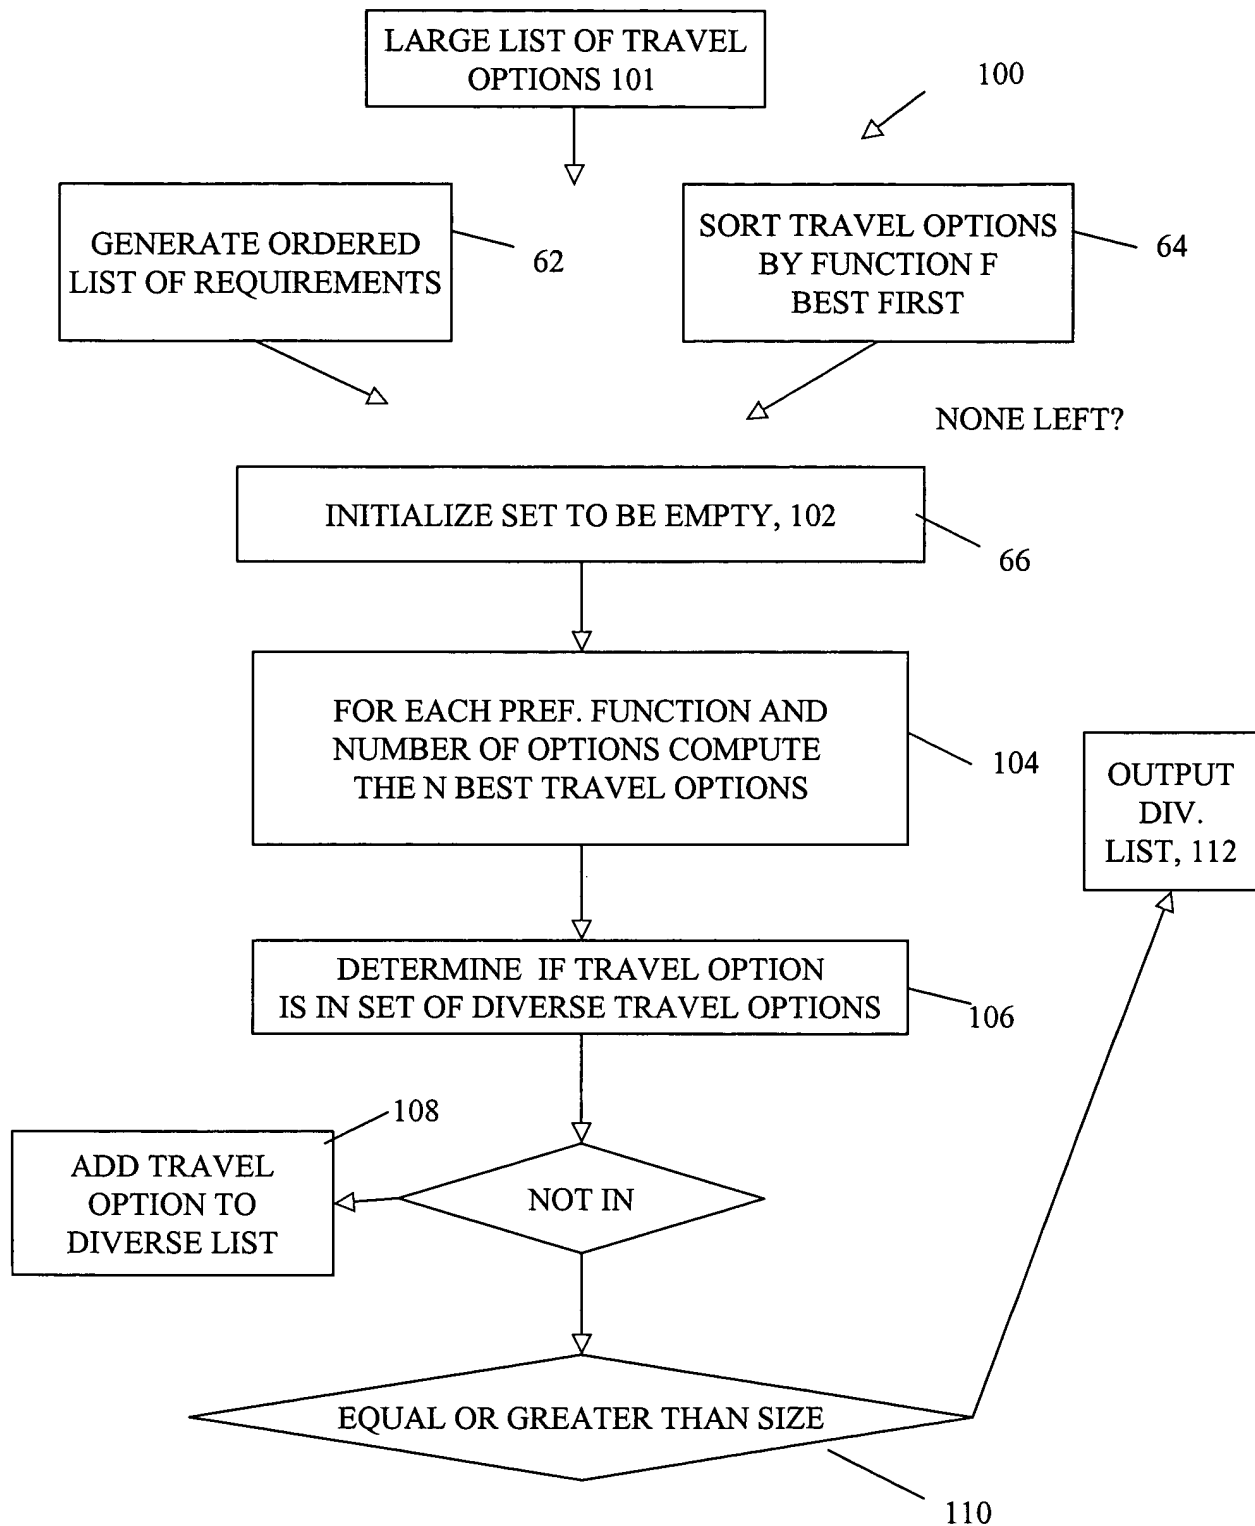 LARGE LIST OF TRAVEL
OPTIONS 101
100
GENERATE ORDERED
LIST OF REQUIREMENTS
62
SORT TRAVEL OPTIONS
BY FUNCTION F
BEST FIRST
64
NONE LEFT?
INITIALIZE SET TO BE EMPTY, 102
66
FOR EACH PREF. FUNCTION AND
NUMBER OF OPTIONS COMPUTE
THE N BEST TRAVEL OPTIONS
104
OUTPUT
DIV.
LIST, 112
DETERMINE IF TRAVEL OPTION
IS IN SET OF DIVERSE TRAVEL OPTIONS
106
108
ADD TRAVEL
OPTION TO
DIVERSE LIST
NOT IN
EQUAL OR GREATER THAN SIZE
110